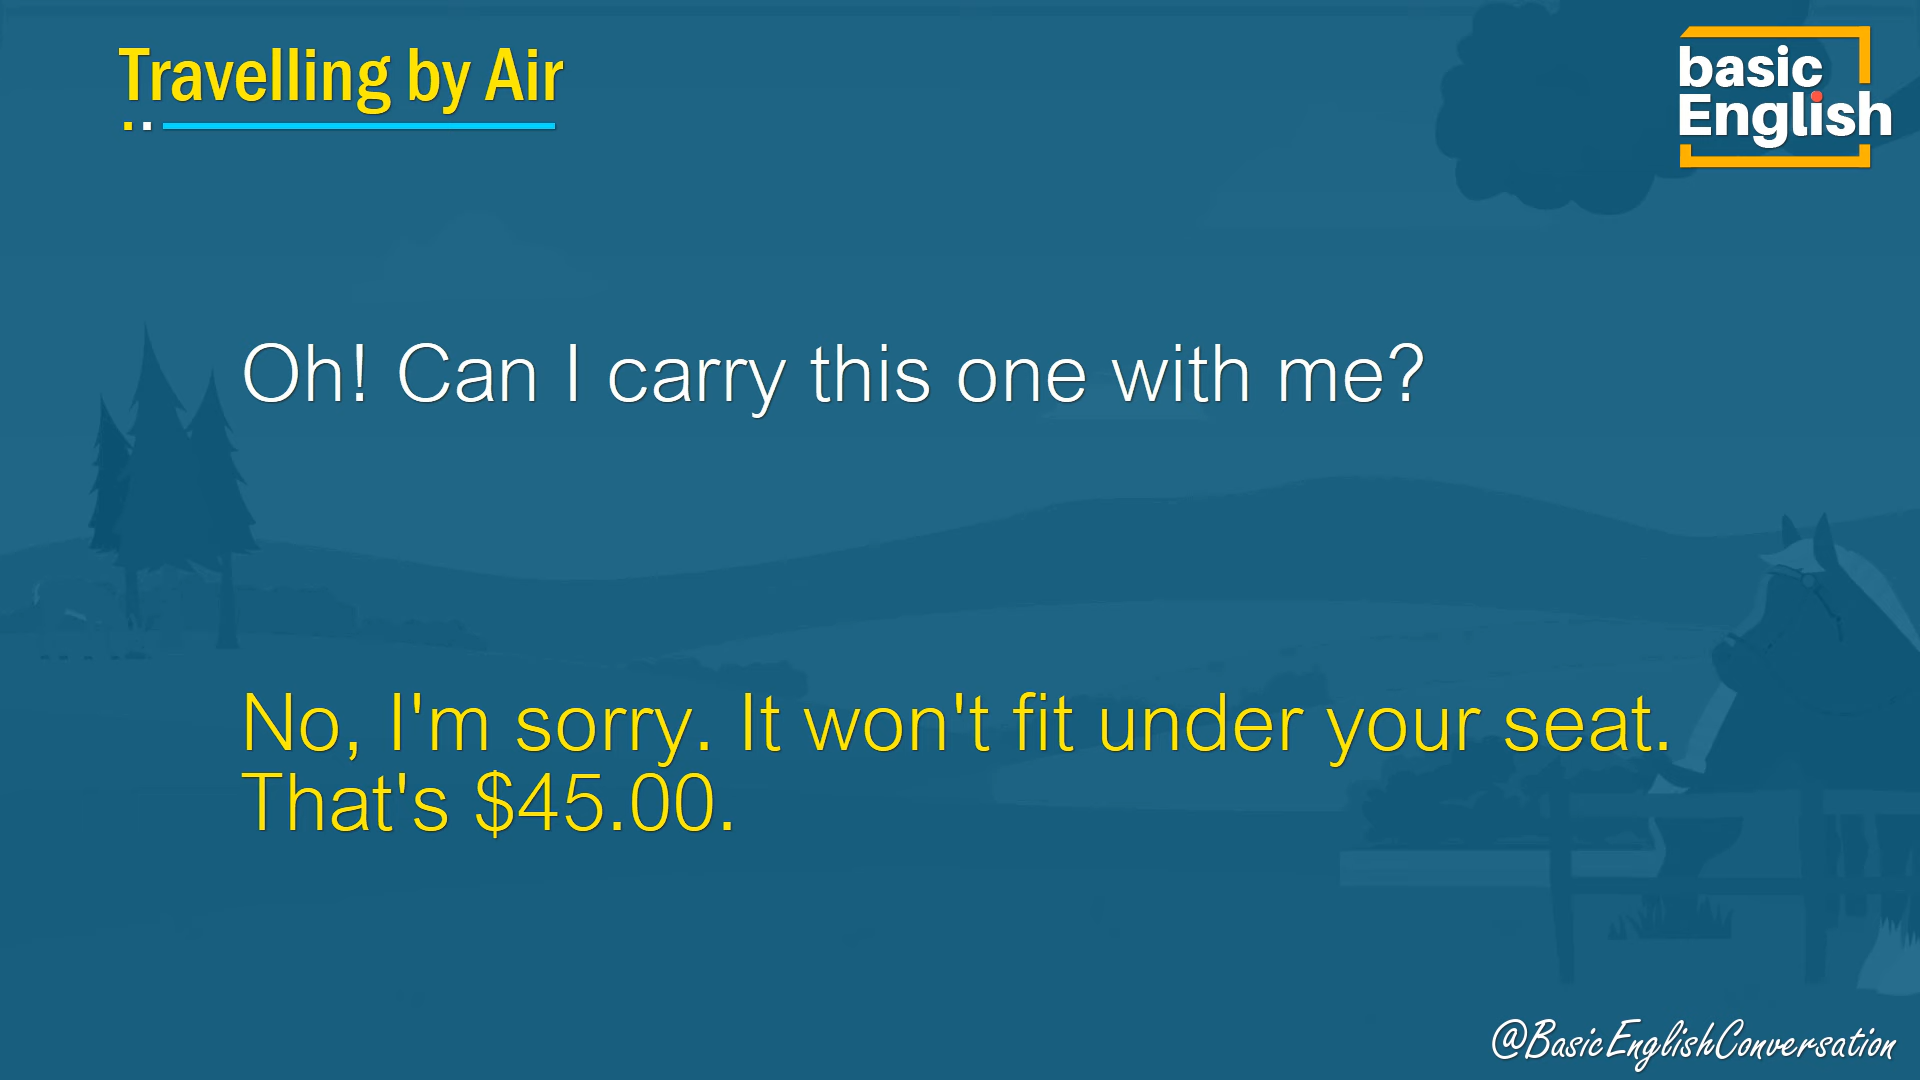 Travelling by Air
basic
English
Oh! Can I carry this one with me?
No, I'm sorry. It won't fit under your seat.
That's $45.00.
@BasicEnglishConversation